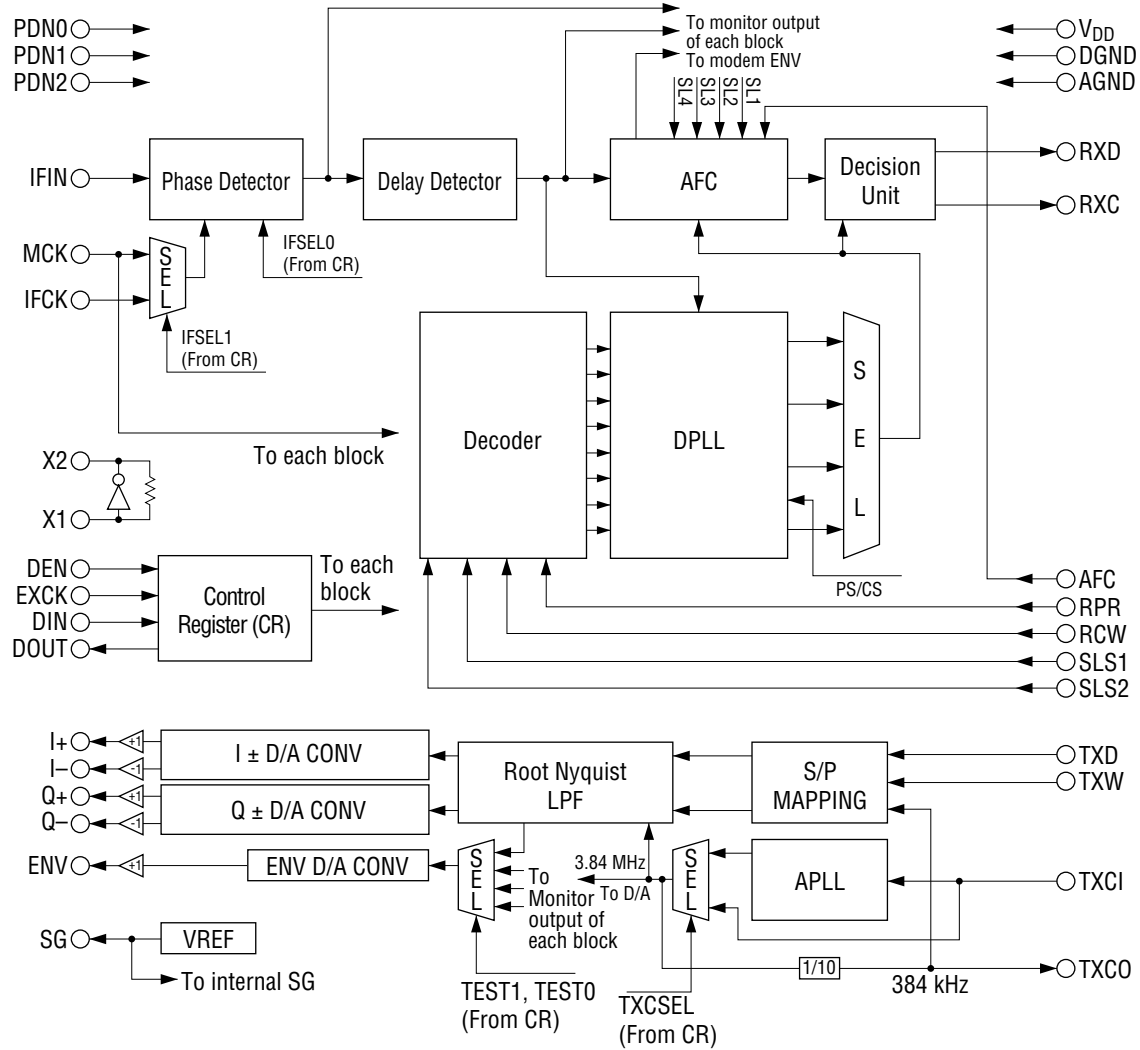 PDN0
PDN1
PDN2
To monitor output
of each block
To modem ENV
SL4
SL3
SL2
SL1
VDD
DGND
AGND
IFIN
Phase Detector
Delay Detector
AFC
Decision
Unit
RXD
RXC
MCK
IFCK
SEL
IFSEL0
(From CR)
IFSEL1
(From CR)
To each block
Decoder
DPLL
SEL
X2
X1
PS/CS
DEN
EXCK
DIN
DOUT
Control
Register (CR)
To each
block
AFC
RPR
RCW
SLS1
SLS2
I+
+1
I–
-1
I ± D/A CONV
Q+
+1
Q–
-1
Q ± D/A CONV
Root Nyquist
LPF
S/P
MAPPING
TXD
TXW
ENV
+1
ENV D/A CONV
SEL
To
Monitor
output of
each block
3.84 MHz
To D/A
SEL
APLL
TXCI
SG
VREF
To internal SG
TEST1, TEST0
(From CR)
TXCSEL
(From CR)
1/10
384 kHz
TXCO